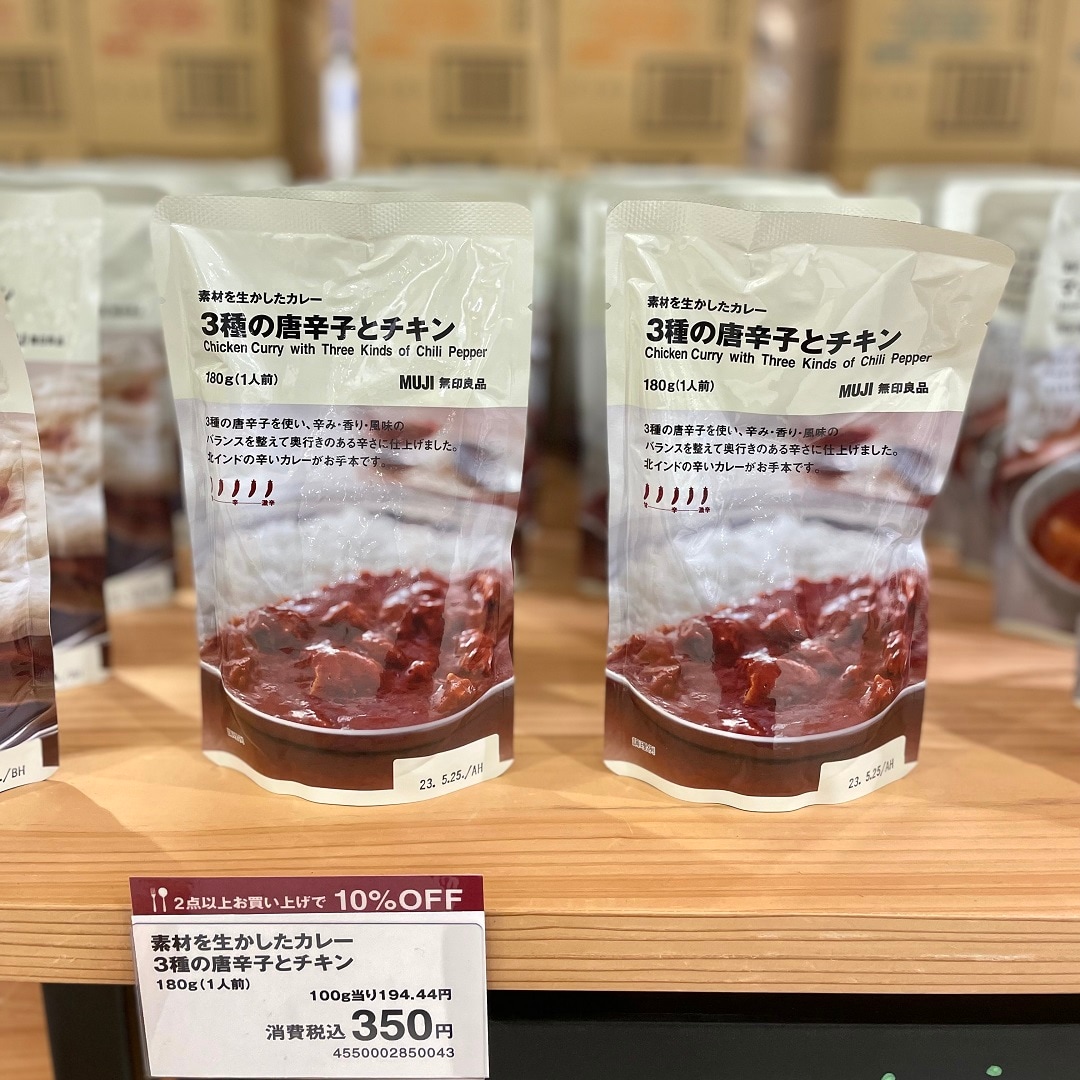 素材を生かしたカレー
3種の唐辛子とチキン
Chicken Curry with Three Kinds of Chili Pepper
180g(1人前)
MUJI 無印良品
3種の唐辛子を使い、辛み・香り・風味の
バランスを整えて奥行きのある辛さに仕上げました。
北インドの辛いカレーがお手本です。
辛 激辛
23. 5.25./AH
素材を生かしたカレー
3種の唐辛子とチキン
Chicken Curry with Three Kinds of Chili Pepper
180g(1人前)
MUJI 無印良品
3種の唐辛子を使い、辛み・香り・風味の
バランスを整えて奥行きのある辛さに仕上げました。
北インドの辛いカレーがお手本です。
辛 激辛
23. 5.25/AH
./BH
2点以上お買い上げで 10%OFF
素材を生かしたカレー
3種の唐辛子とチキン
180g(1人前)
100g当り194.44円
消費税込 350円
4550002850043